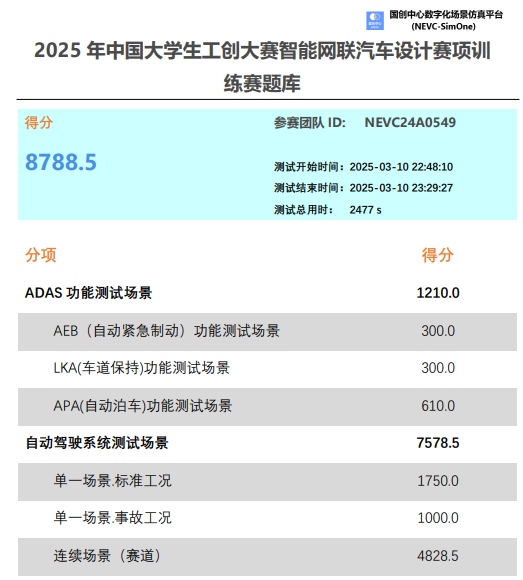 国创中心数字化场景仿真平台
(NEVC-SimOne)
2025 年中国大学生工创大赛智能网联汽车设计赛项训
练赛题库
得分 参赛团队 ID: NEVC24A0549
8788.5
测试开始时间：2025-03-10 22:48:10
测试结束时间：2025-03-10 23:29:27
测试总用时： 2477 s
分项 得分
ADAS 功能测试场景 1210.0
AEB（自动紧急制动）功能测试场景 300.0
LKA(车道保持)功能测试场景 300.0
APA(自动泊车)功能测试场景 610.0
自动驾驶系统测试场景 7578.5
单一场景.标准工况 1750.0
单一场景.事故工况 1000.0
连续场景（赛道） 4828.5